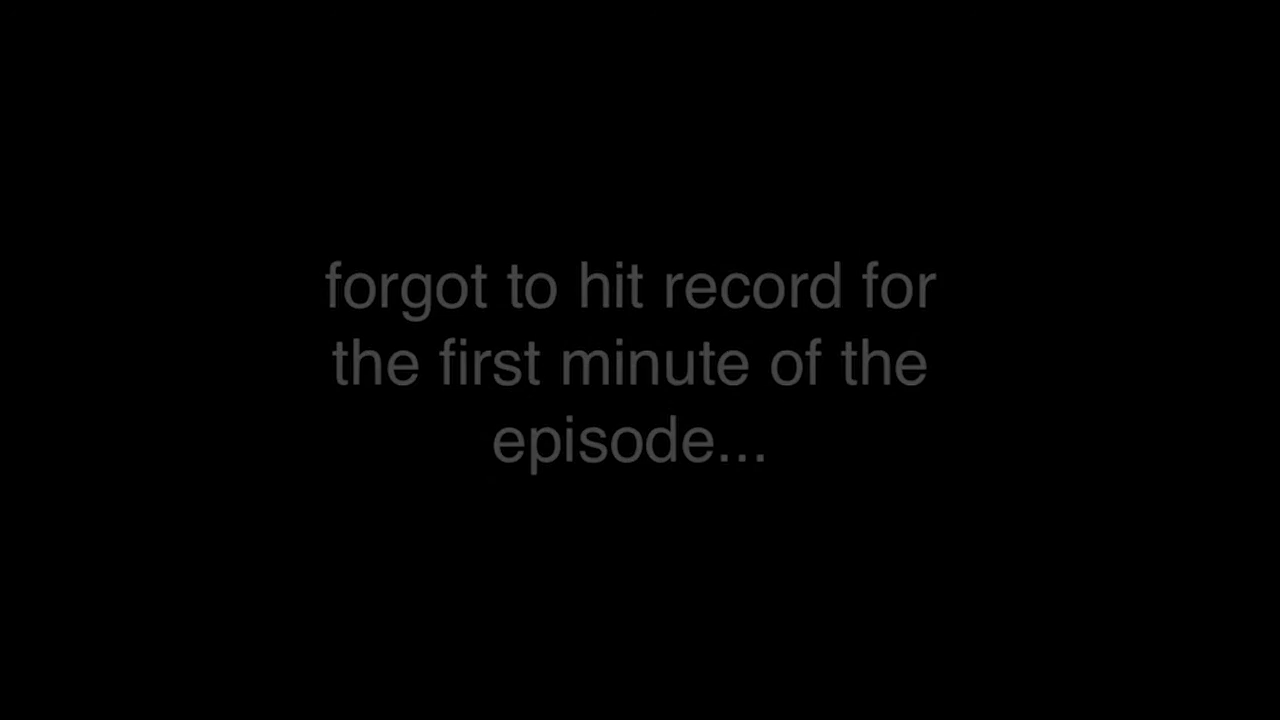 forgot to hit record for
the first minute of the
episode...